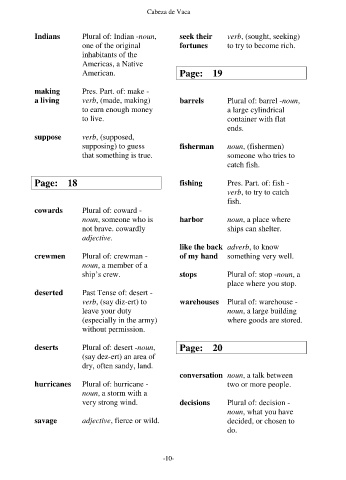 Cabeza de Vaca
Indians Plural of: Indian -noun,
one of the original
inhabitants of the
Americas, a Native
American.
making Pres. Part. of: make -
a living verb, (made, making)
to earn enough money
to live.
suppose verb, (supposed,
supposing) to guess
that something is true.
Page: 18
cowards Plural of: coward -
noun, someone who is
not brave. cowardly
adjective.
crewmen Plural of: crewman -
noun, a member of a
ship's crew.
deserted Past Tense of: desert -
verb, (say diz-ert) to
leave your duty
(especially in the army)
without permission.
deserts Plural of: desert -noun,
(say dez-ert) an area of
dry, often sandy, land.
hurricanes Plural of: hurricane -
noun, a storm with a
very strong wind.
savage adjective, fierce or wild.
seek their verb, (sought, seeking)
fortunes to try to become rich.
Page: 19
barrels Plural of: barrel -noun,
a large cylindrical
container with flat
ends.
fisherman noun, (fishermen)
someone who tries to
catch fish.
fishing Pres. Part. of: fish -
verb, to try to catch
fish.
harbor noun, a place where
ships can shelter.
like the back adverb, to know
of my hand something very well.
stops Plural of: stop -noun, a
place where you stop.
warehouses Plural of: warehouse -
noun, a large building
where goods are stored.
Page: 20
conversation noun, a talk between
two or more people.
decisions Plural of: decision -
noun, what you have
decided, or chosen to
do.
-10-